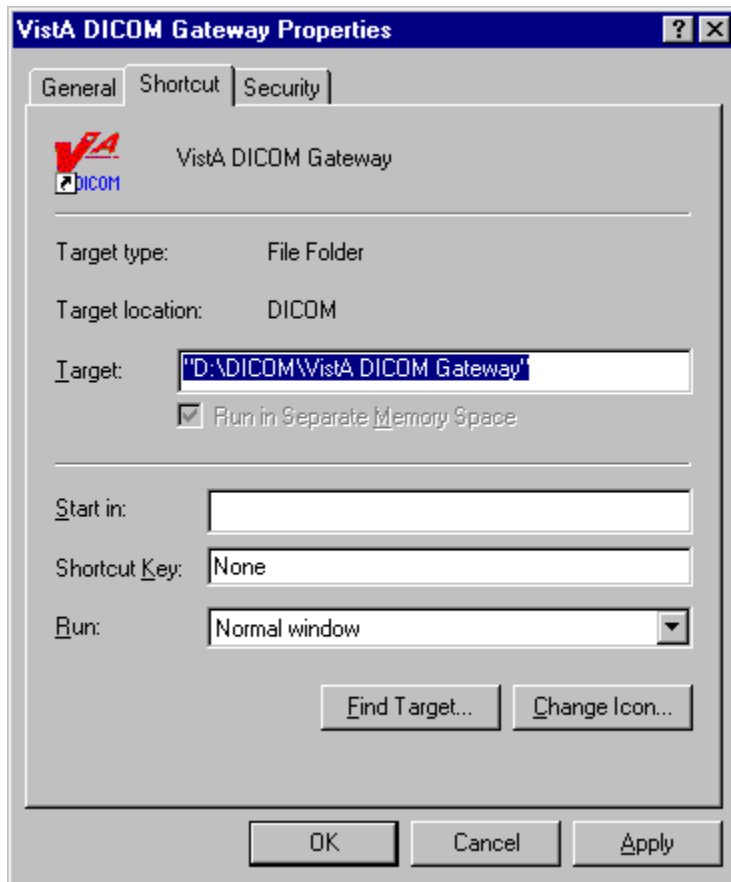 VistA DICOM Gateway Properties
General Shortcut Security
VistA
DICOM
VistA DICOM Gateway
Target type: File Folder
Target location: DICOM
Target: "D:\DICOM\VistA DICOM Gateway"
Run in Separate Memory Space
Start in:
Shortcut Key: None
Run: Normal window
Find Target... Change Icon...
OK Cancel Apply